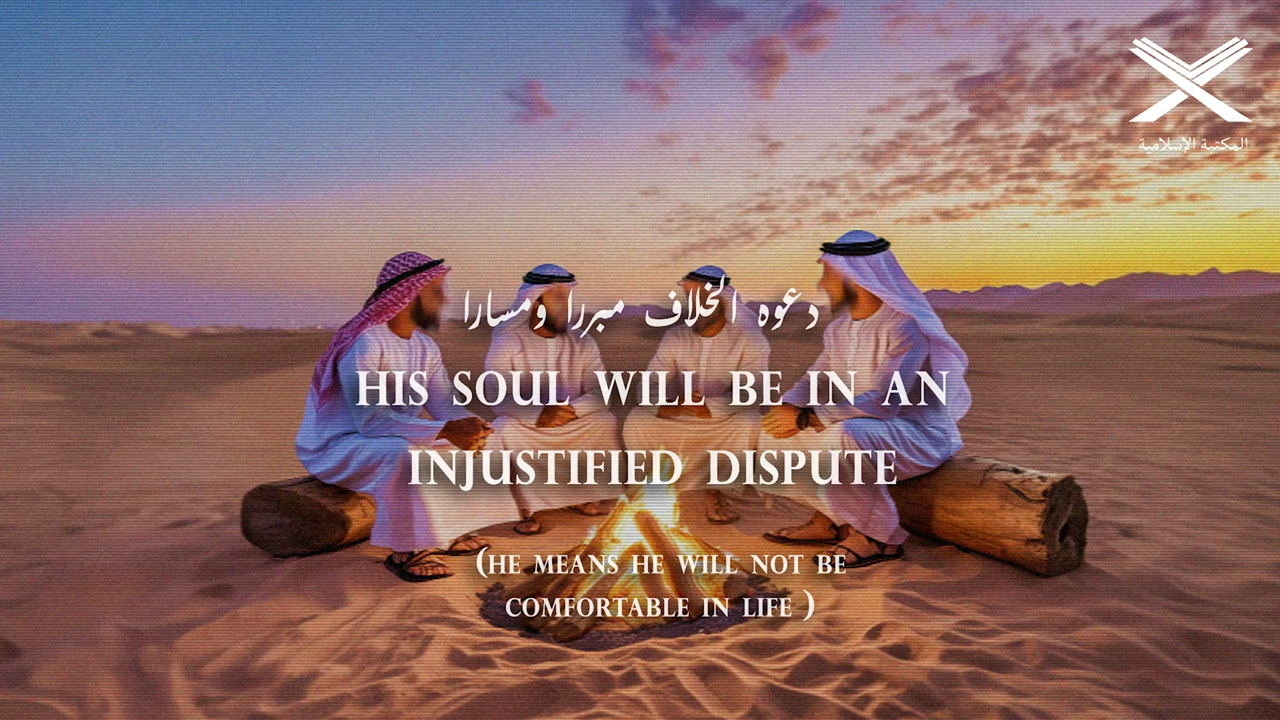 المكتبة الإسلامية
دعوه الخلاف مبررا ومسارا
HIS SOUL WILL BE IN AN
INJUSTIFIED DISPUTE
(HE MEANS HE WILL NOT BE
COMFORTABLE IN LIFE )